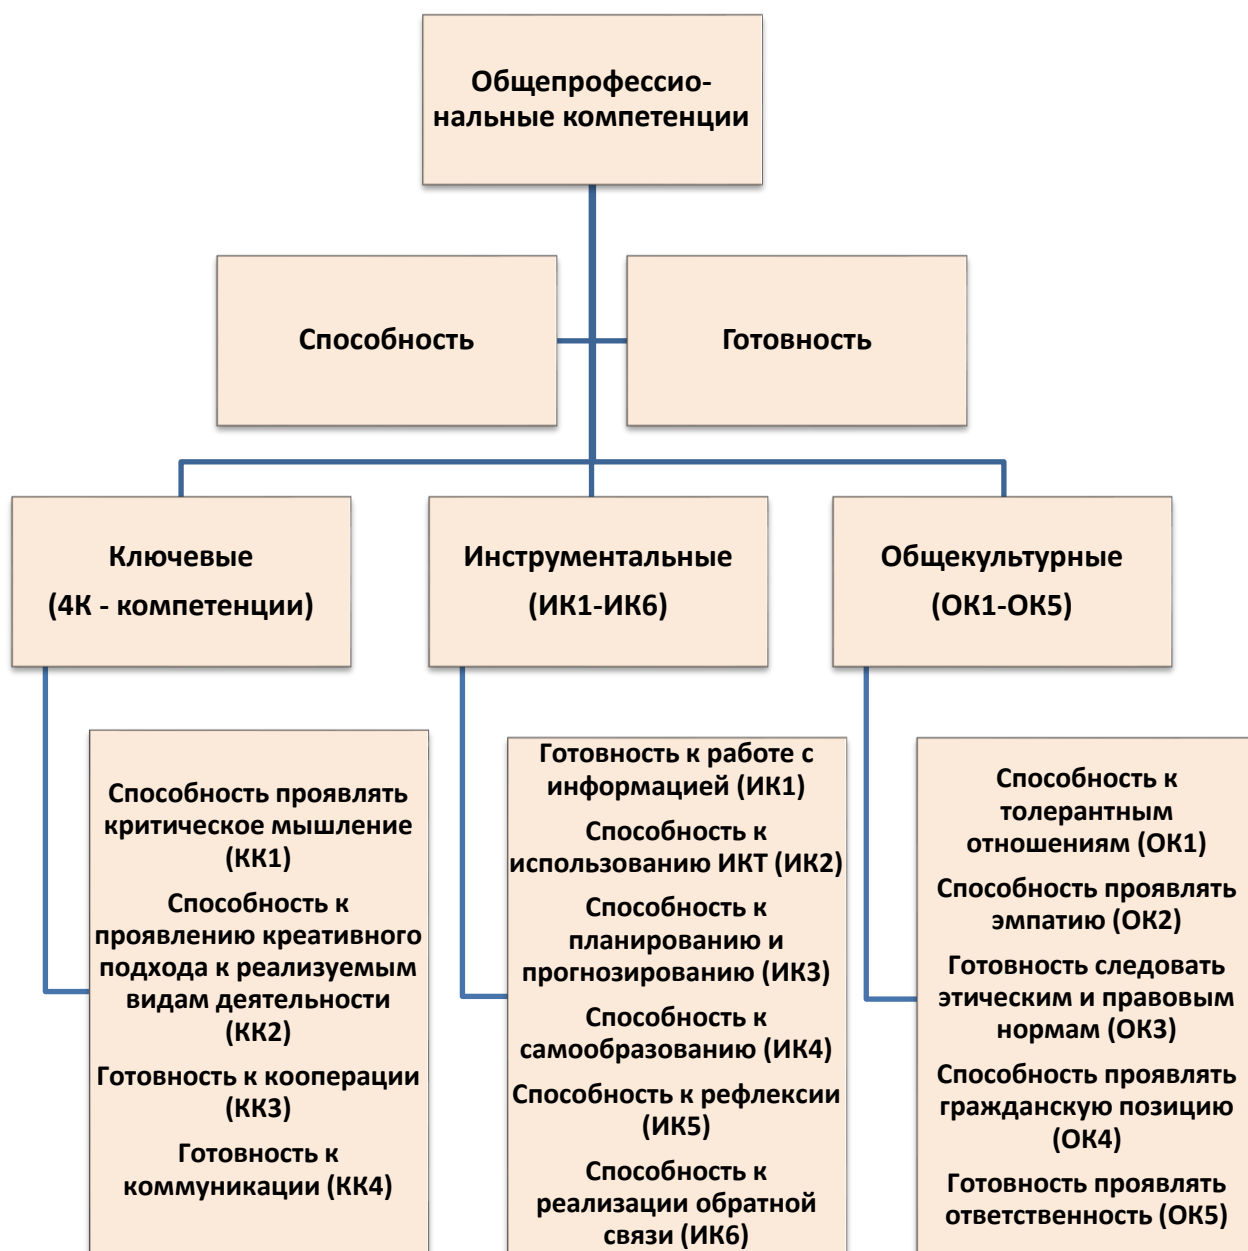 Общепрофессио-
нальные компетенции
Способность
Готовность
Ключевые
(4К - компетенции)
Инструментальные
(ИК1-ИК6)
Общекультурные
(ОК1-ОК5)
Способность проявлять
критическое мышление
(КК1)
Способность к
проявлению креативного
подхода к реализуемым
видам деятельности
(КК2)
Готовность к кооперации
(КК3)
Готовность к
коммуникации (КК4)
Готовность к работе с
информацией (ИК1)
Способность к
использованию ИКТ (ИК2)
Способность к
планированию и
прогнозированию (ИК3)
Способность к
самообразованию (ИК4)
Способность к рефлексии
(ИК5)
Способность к
реализации обратной
связи (ИК6)
Способность к
толерантным
отношениям (ОК1)
Способность проявлять
эмпатию (ОК2)
Готовность следовать
этическим и правовым
нормам (ОК3)
Способность проявлять
гражданскую позицию
(ОК4)
Готовность проявлять
ответственность (ОК5)